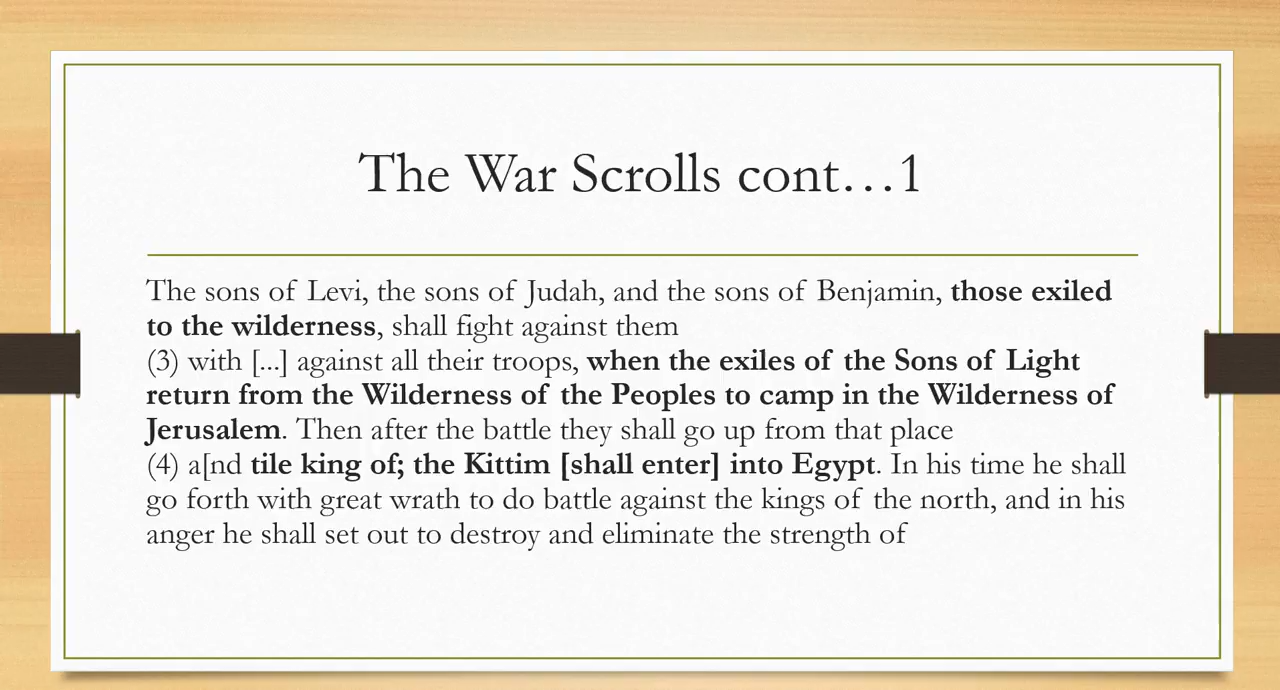 The War Scrolls cont…1
The sons of Levi, the sons of Judah, and the sons of Benjamin, those exiled
to the wilderness, shall fight against them
(3) with [...] against all their troops, when the exiles of the Sons of Light
return from the Wilderness of the Peoples to camp in the Wilderness of
Jerusalem. Then after the battle they shall go up from that place
(4) a[nd tile king of; the Kittim [shall enter] into Egypt. In his time he shall
go forth with great wrath to do battle against the kings of the north, and in his
anger he shall set out to destroy and eliminate the strength of